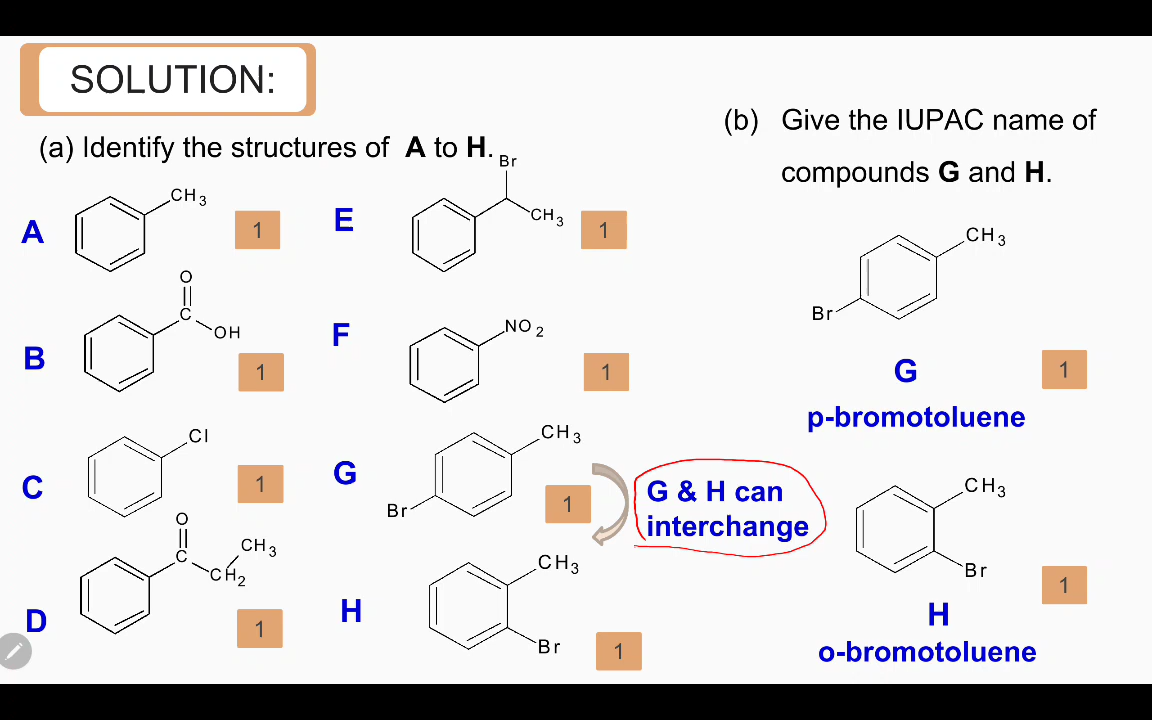 SOLUTION:
(a) Identify the structures of A to H.
A
CH3
1
B
O
C
OH
1
C
Cl
1
D
O
C
CH2
CH3
1
E
Br
CH3
1
F
NO2
1
G
CH3
Br
1
G & H can
interchange
H
CH3
Br
1
(b) Give the IUPAC name of
compounds G and H.
CH3
Br
G
1
p-bromotoluene
CH3
Br
1
H
o-bromotoluene